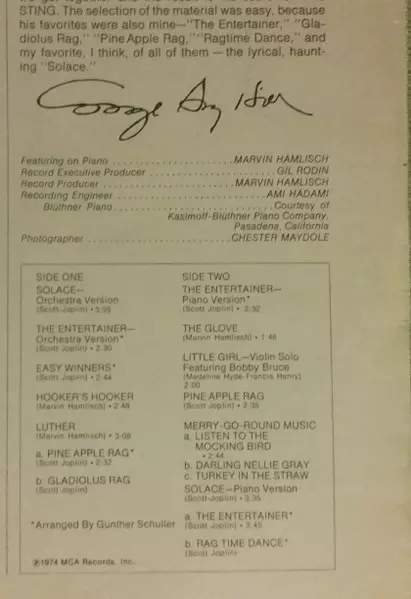 STING. The selection of the material was easy, because
his favorites were also mine—"The Entertainer," "Gla-
diolus Rag," "Pine Apple Rag," "Ragtime Dance," and
my favorite, I think, of all of them — the lyrical, haunt-
ing "Solace."
George Roy Hill
Featuring on Piano . . . MARVIN HAMLISCH
Record Executive Producer . . . GIL RODIN
Record Producer . . . MARVIN HAMLISCH
Recording Engineer . . . AMI HADAMI
Blüthner Piano . . . Courtesy of
Kasimoff-Blüthner Piano Company,
Pasadena, California
Photographer . . . CHESTER MAYDOLE
SIDE ONE
SOLACE—
Orchestra Version
(Scott Joplin) • 3:35
THE ENTERTAINER—
Orchestra Version*
(Scott Joplin) • 2:30
EASY WINNERS*
(Scott Joplin) • 2:44
HOOKER'S HOOKER
(Marvin Hamlisch) • 2:48
LUTHER
(Marvin Hamlisch) • 3:08
a. PINE APPLE RAG*
(Scott Joplin) • 2:32
b. GLADIOLUS RAG
(Scott Joplin)
*Arranged By Gunther Schuller
℗1974 MCA Records, Inc.
SIDE TWO
THE ENTERTAINER—
Piano Version*
(Scott Joplin) • 2:32
THE GLOVE
(Marvin Hamlisch) • 1:46
LITTLE GIRL—Violin Solo
Featuring Bobby Bruce
(Madeline Hyde-Francis Henry)
2:00
PINE APPLE RAG
(Scott Joplin) • 2:35
MERRY-GO-ROUND MUSIC
a. LISTEN TO THE
MOCKING BIRD
• 2:44
b. DARLING NELLIE GRAY
c. TURKEY IN THE STRAW
SOLACE—Piano Version
(Scott Joplin) • 3:35
a. THE ENTERTAINER*
(Scott Joplin) • 3:45
b. RAG TIME DANCE*
(Scott Joplin)